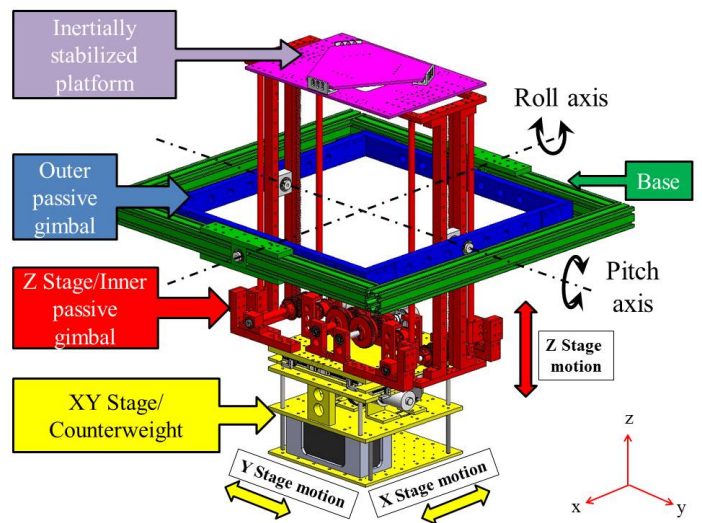 Inertially
stabilized
platform
Roll axis
Outer
passive
gimbal
Base
Z Stage/Inner
passive
gimbal
Pitch
axis
Z Stage
motion
XY Stage/
Counterweight
Y Stage motion
X Stage motion
z
x
y